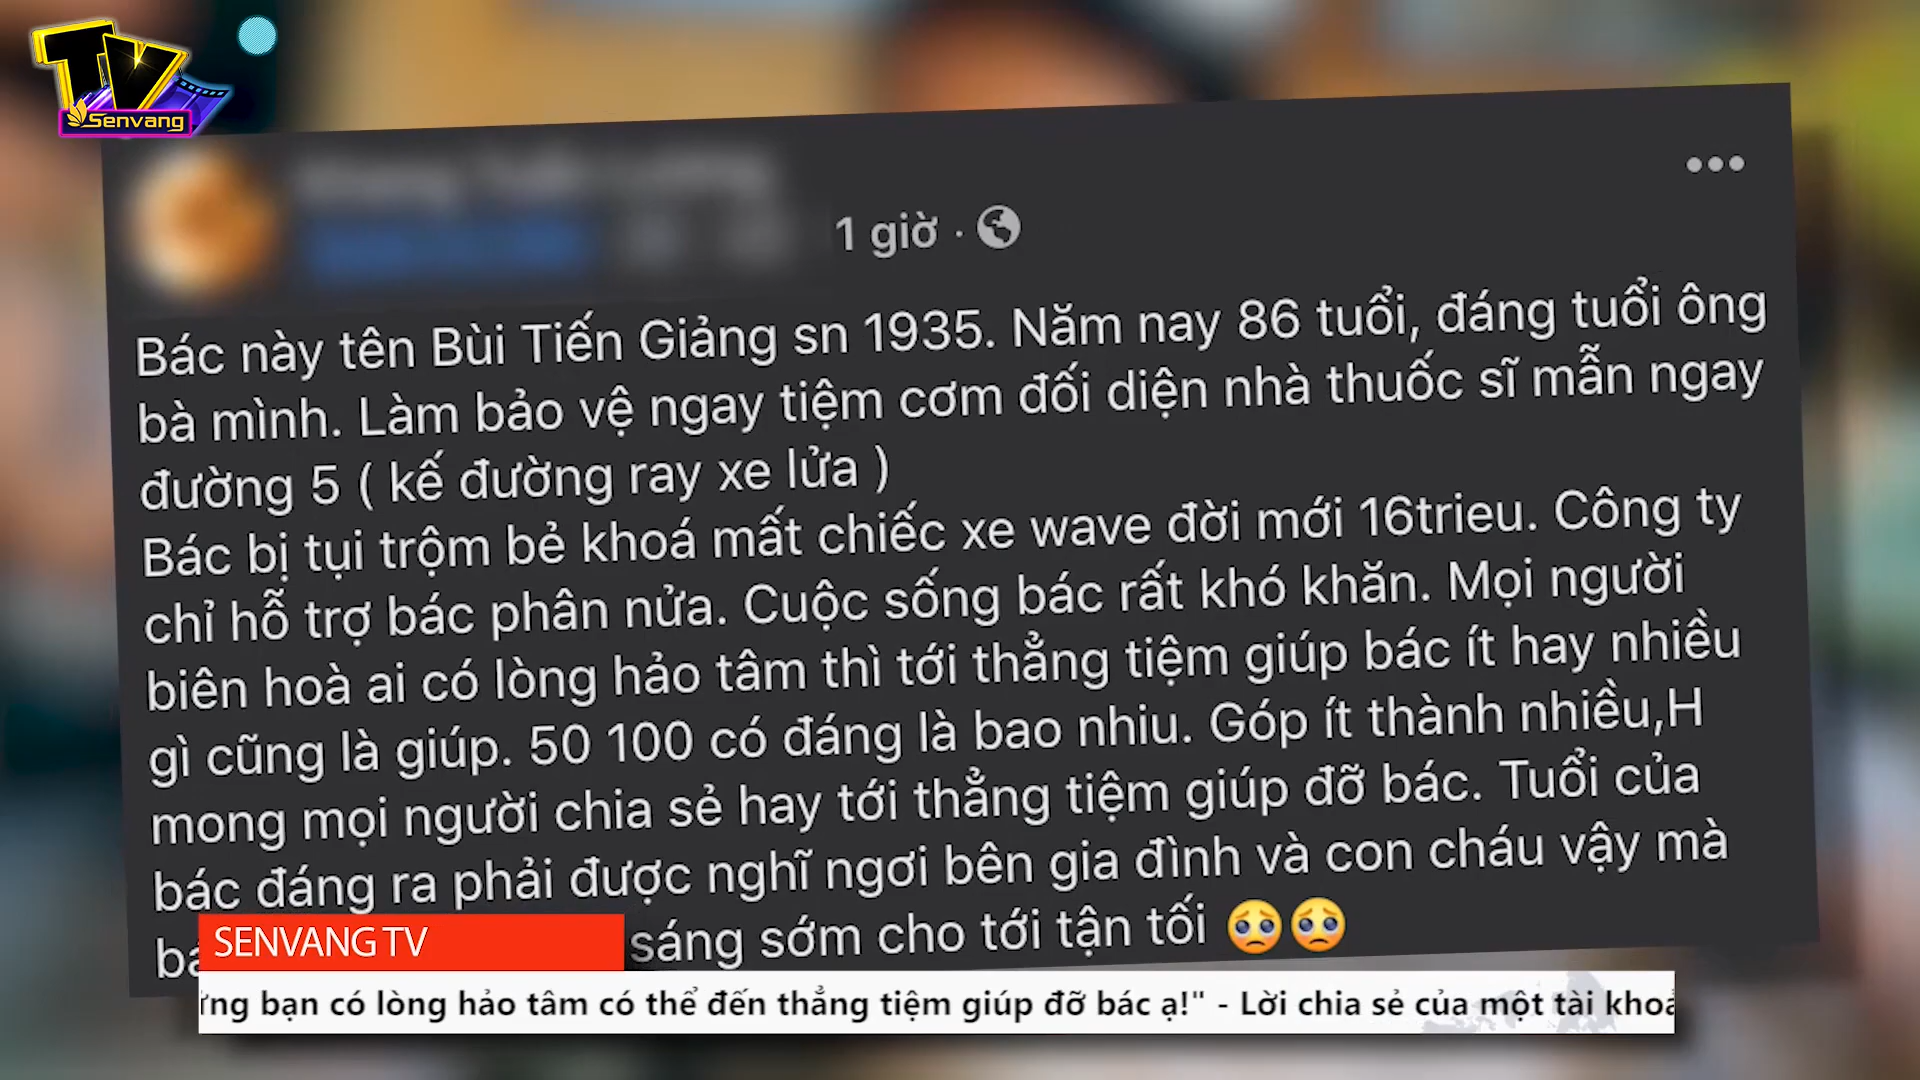 TV
Senvang
1 giờ ·
Bác này tên Bùi Tiến Giảng sn 1935. Năm nay 86 tuổi, đáng tuổi ông
bà mình. Làm bảo vệ ngay tiệm cơm đối diện nhà thuốc sĩ mẫn ngay
đường 5 ( kế đường ray xe lửa )
Bác bị tụi trộm bẻ khoá mất chiếc xe wave đời mới 16trieu. Công ty
chỉ hỗ trợ bác phân nửa. Cuộc sống bác rất khó khăn. Mọi người
biên hoà ai có lòng hảo tâm thì tới thẳng tiệm giúp bác ít hay nhiều
gì cũng là giúp. 50 100 có đáng là bao nhiu. Góp ít thành nhiều,H
mong mọi người chia sẻ hay tới thẳng tiệm giúp đỡ bác. Tuổi của
bác đáng ra phải được nghĩ ngơi bên gia đình và con cháu vậy mà
sáng sớm cho tới tận tối 🥺🥺
SENVANG TV
bạn có lòng hảo tâm có thể đến thẳng tiệm giúp đỡ bác ạ!" - Lời chia sẻ của một tài